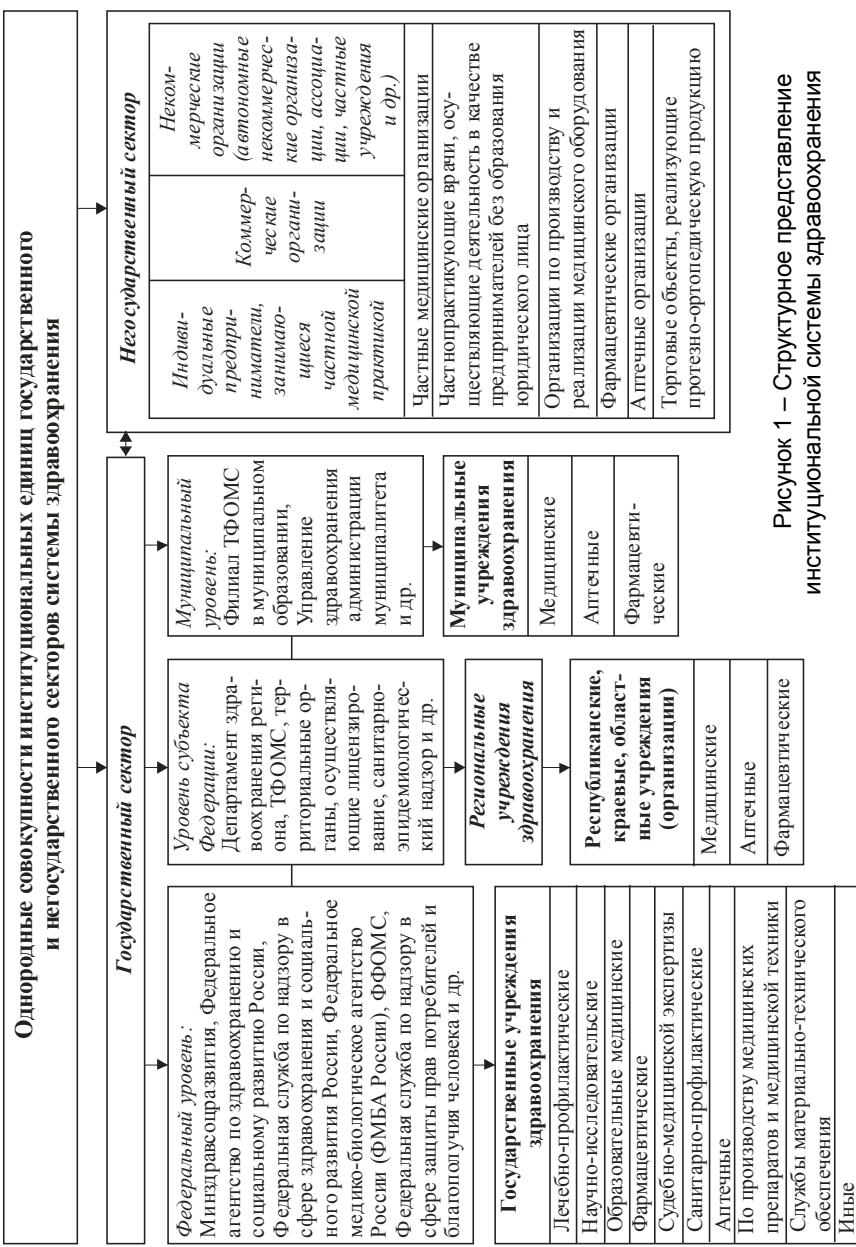 Однородные совокупности институциональных единиц государственного
и негосударственного секторов системы здравоохранения
Государственный сектор
Федеральный уровень:
Минздравсоцразвития, Федеральное
агентство по здравоохранению и
социальному развитию России,
Федеральная служба по надзору в
сфере здравоохранения и социаль-
ного развития России, Федеральное
медико-биологическое агентство
России (ФМБА России), ФФОМС,
Федеральная служба по надзору в
сфере защиты прав потребителей и
благополучия человека и др.
Государственные учреждения
здравоохранения
Лечебно-профилактические
Научно-исследовательские
Образовательные медицинские
Фармацевтические
Судебно-медицинской экспертизы
Санитарно-профилактические
Аптечные
По производству медицинских
препаратов и медицинской техники
Службы материально-технического
обеспечения
Иные
Уровень субъекта
Федерации:
Департамент здра-
воохранения реги-
она, ТФОМС, тер-
риториальные ор-
ганы, осуществля-
ющие лицензиро-
вание, санитарно-
эпидемиологичес-
кий надзор и др.
Региональные
учреждения
здравоохранения
Республиканские,
краевые, област-
ные учреждения
(организации)
Медицинские
Аптечные
Фармацевтические
Муниципальный
уровень:
Филиал ТФОМС
в муниципальном
образовании,
Управление
здравоохранения
администрации
муниципалитета
и др.
Муниципальные
учреждения
здравоохранения
Медицинские
Аптечные
Фармацевти-
ческие
Негосударственный сектор
Индиви-
дуальные
предпри-
ниматели,
занимаю-
щиеся
частной
медицинской
практикой
Коммер-
ческие
органи-
зации
Неком-
мерческие
организации
(автономные
некоммерчес-
кие организа-
ции, ассоциа-
ции, частные
учреждения
и др.)
Частные медицинские организации
Частнопрактикующие врачи, осу-
ществляющие деятельность в качестве
предпринимателей без образования
юридического лица
Организации по производству и
реализации медицинского оборудования
Фармацевтические организации
Аптечные организации
Торговые объекты, реализующие
протезно-ортопедическую продукцию
Рисунок 1 – Структурное представление
институциональной системы здравоохранения